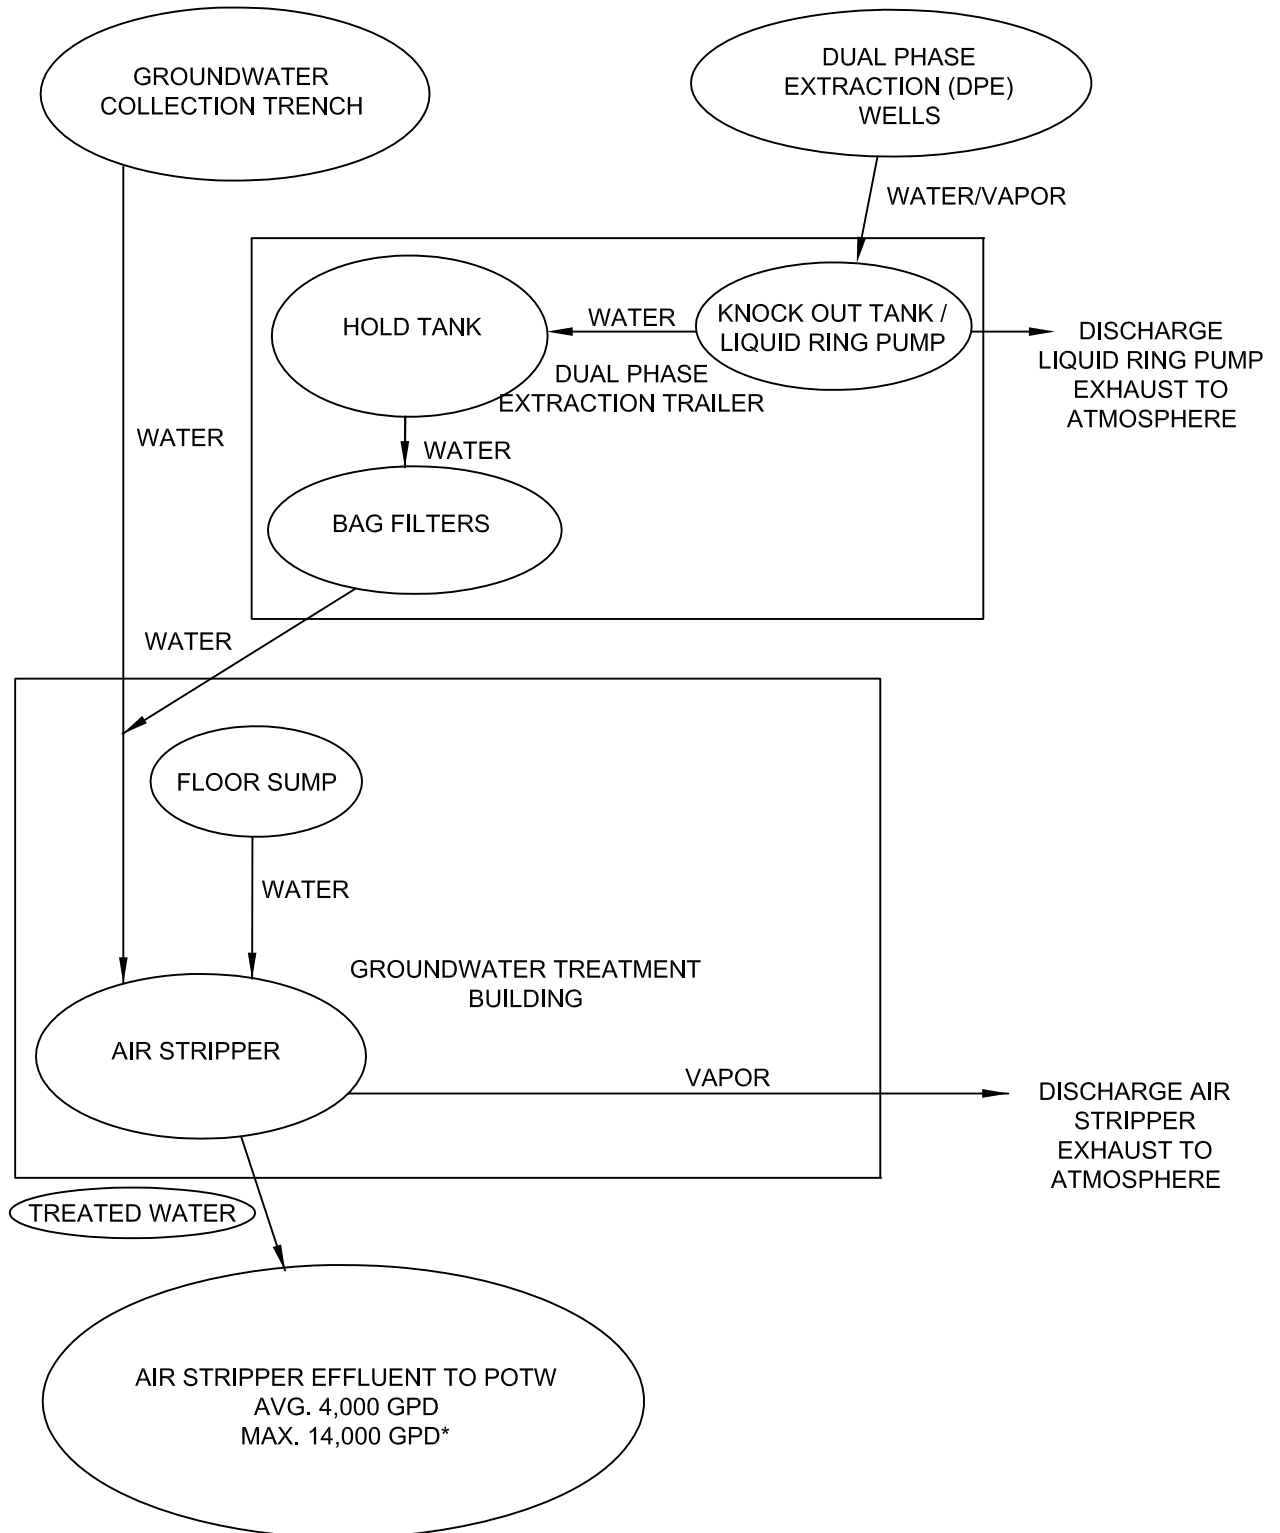 GROUNDWATER
COLLECTION TRENCH
DUAL PHASE
EXTRACTION (DPE)
WELLS
WATER/VAPOR
HOLD TANK
WATER
KNOCK OUT TANK /
LIQUID RING PUMP
DISCHARGE
LIQUID RING PUMP
EXHAUST TO
ATMOSPHERE
DUAL PHASE
EXTRACTION TRAILER
WATER
WATER
BAG FILTERS
WATER
FLOOR SUMP
WATER
GROUNDWATER TREATMENT
BUILDING
AIR STRIPPER
VAPOR
DISCHARGE AIR
STRIPPER
EXHAUST TO
ATMOSPHERE
TREATED WATER
AIR STRIPPER EFFLUENT TO POTW
AVG. 4,000 GPD
MAX. 14,000 GPD*